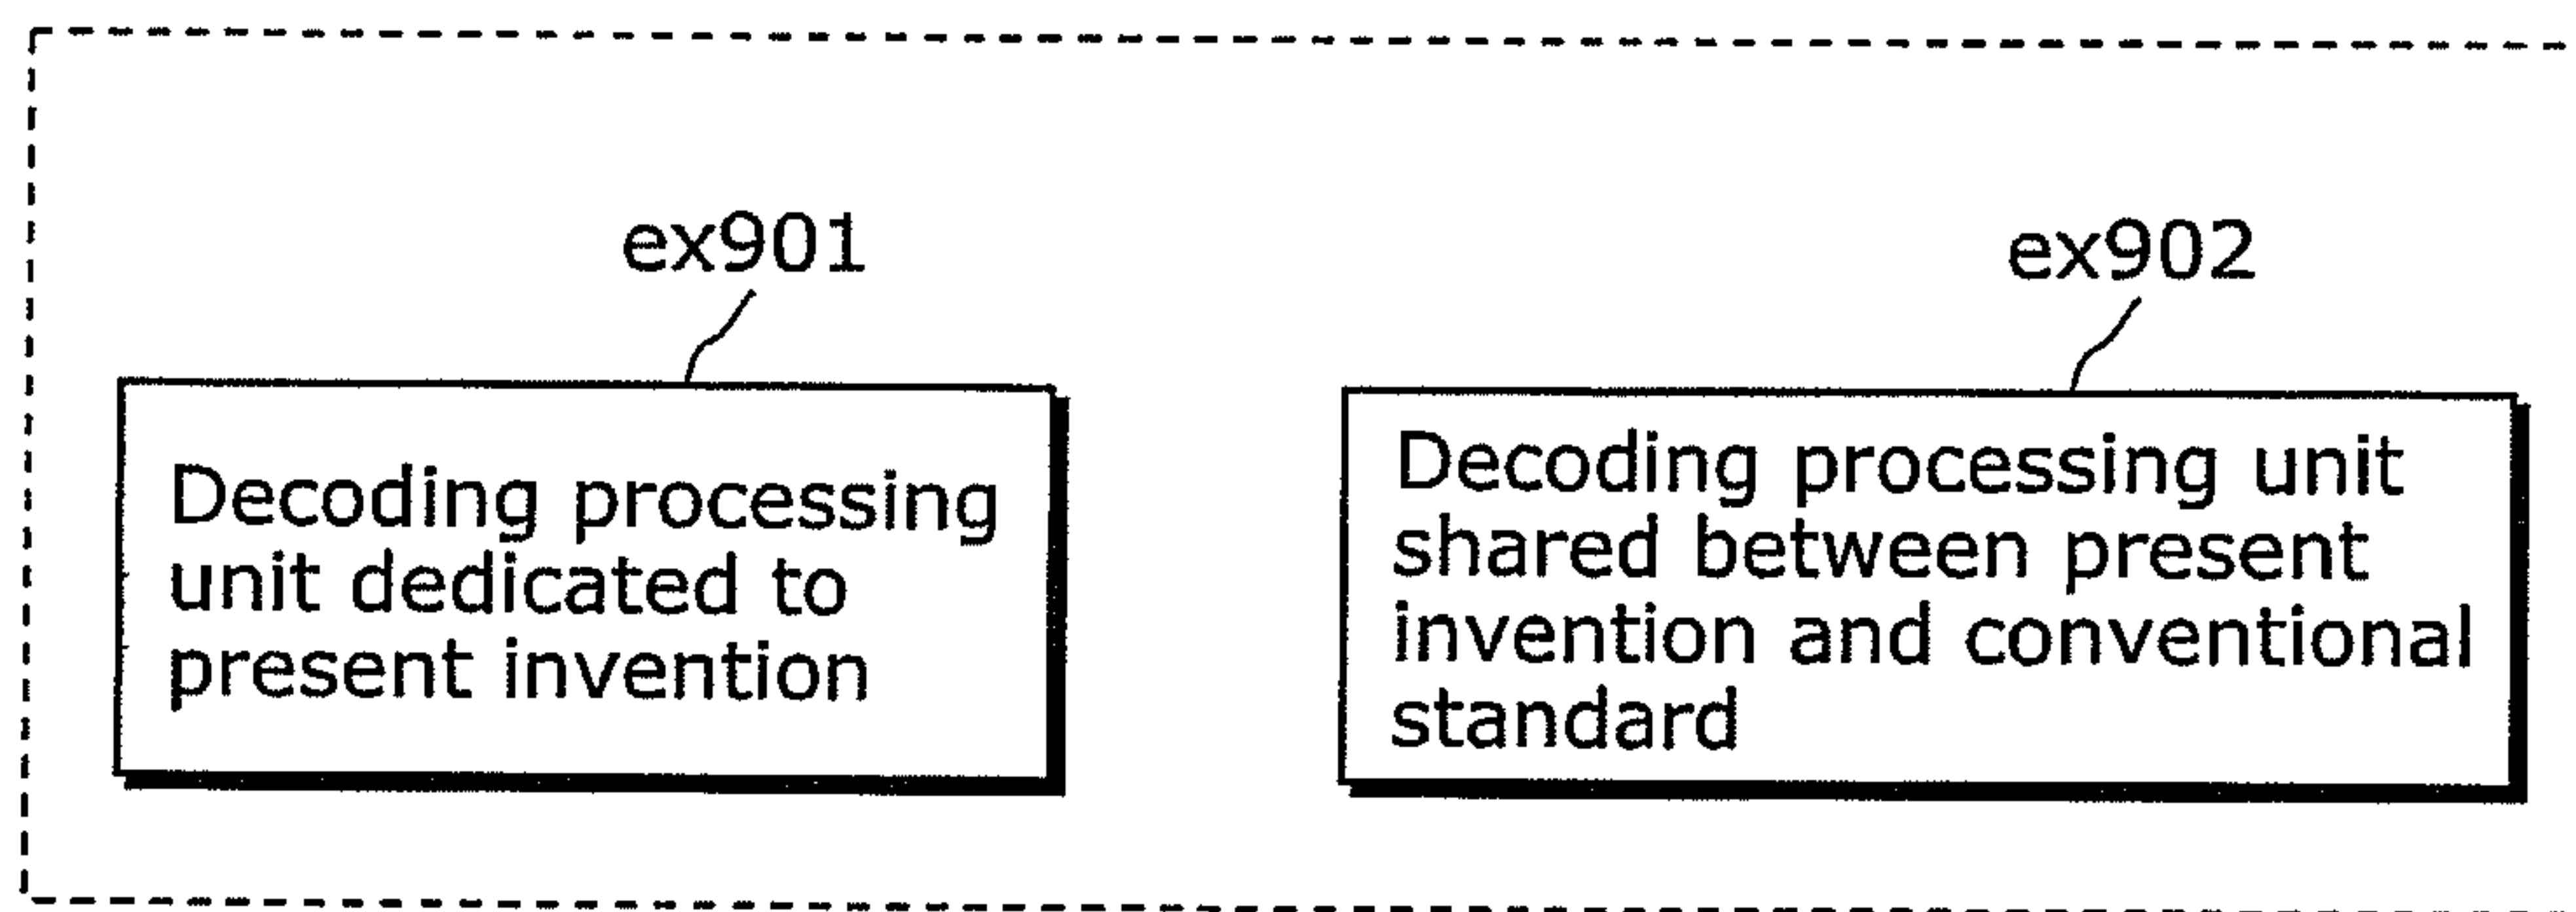 ex901
Decoding processing
unit dedicated to
present invention
ex902
Decoding processing unit
shared between present
invention and conventional
standard